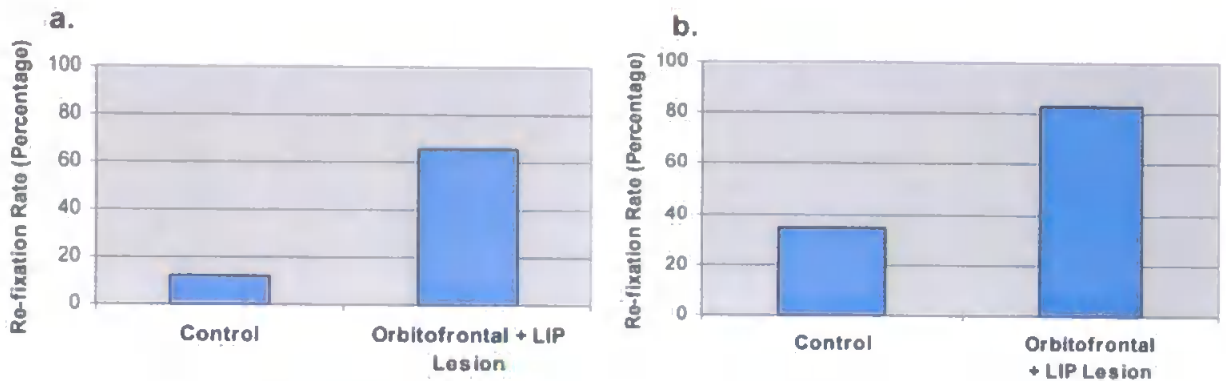 a.
Re-fixation Rate (Percentage)
100
80
60
40
20
0
Control
Orbitofrontal + LIP
Lesion
b.
Re-fixation Rate (Percentage)
100
80
60
40
20
0
Control
Orbitofrontal
+ LIP Lesion